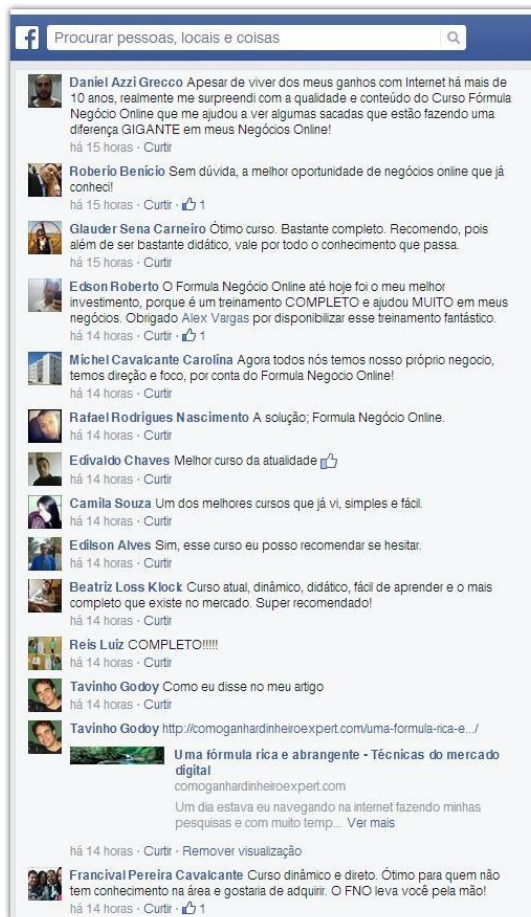 f
Procurar pessoas, locais e coisas
Daniel Azzi Grecco Apesar de viver dos meus ganhos com Internet há mais de
10 anos, realmente me surpreendi com a qualidade e conteúdo do Curso Fórmula
Negócio Online que me ajudou a ver algumas sacadas que estão fazendo uma
diferença GIGANTE em meus Negócios Online!
há 15 horas · Curtir
Roberio Benício Sem dúvida, a melhor oportunidade de negócios online que já
conheci!
há 15 horas · Curtir · 1
Glauder Sena Carneiro Ótimo curso. Bastante completo. Recomendo, pois
além de ser bastante didático, vale por todo o conhecimento que passa.
há 15 horas · Curtir
Edson Roberto O Formula Negócio Online até hoje foi o meu melhor
investimento, porque é um treinamento COMPLETO e ajudou MUITO em meus
negócios. Obrigado Alex Vargas por disponibilizar esse treinamento fantástico.
há 14 horas · Curtir · 1
Michel Cavalcante Carolina Agora todos nós temos nosso próprio negocio,
temos direção e foco, por conta do Formula Negocio Online!
há 14 horas · Curtir
Rafael Rodrigues Nascimento A solução; Formula Negócio Online.
há 14 horas · Curtir
Edivaldo Chaves Melhor curso da atualidade
há 14 horas · Curtir
Camila Souza Um dos melhores cursos que já vi, simples e fácil.
há 14 horas · Curtir
Edilson Alves Sim, esse curso eu posso recomendar se hesitar.
há 14 horas · Curtir
Beatriz Loss Klock Curso atual, dinâmico, didático, fácil de aprender e o mais
completo que existe no mercado. Super recomendado!
há 14 horas · Curtir
Reis Luiz COMPLETO!!!!!
há 14 horas · Curtir
Tavinho Godoy Como eu disse no meu artigo
há 14 horas · Curtir
Tavinho Godoy http://comoganhardinheiroexpert.com/uma-formula-rica-e.../
Uma fórmula rica e abrangente - Técnicas do mercado
digital
comoganhardinheiroexpert.com
Um dia estava eu navegando na internet fazendo minhas
pesquisas e com muito temp... Ver mais
há 14 horas · Curtir · Remover visualização
Francival Pereira Cavalcante Curso dinâmico e direto. Ótimo para quem não
tem conhecimento na área e gostaria de adquirir. O FNO leva você pela mão!
há 14 horas · Curtir · 1